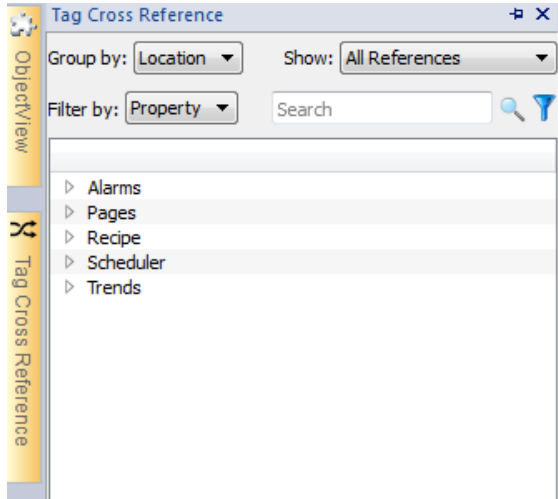 Tag Cross Reference
Group by: Location Show: All References
Filter by: Property Search
Alarms
Pages
Recipe
Scheduler
Trends
ObjectView
Tag Cross Reference